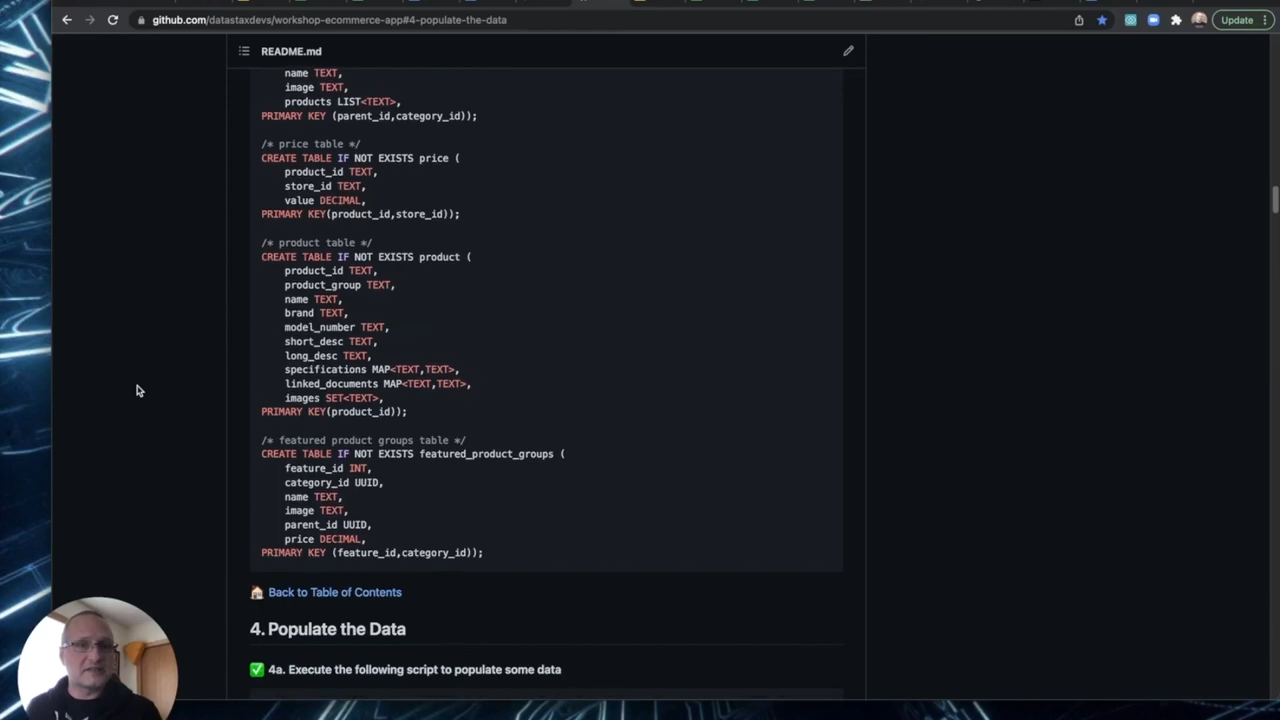 github.com/datastaxdevs/workshop-ecommerce-app#4-populate-the-data
Update
README.md
name TEXT,
image TEXT,
products LIST<TEXT>,
PRIMARY KEY (parent_id,category_id));
/* price table */
CREATE TABLE IF NOT EXISTS price (
product_id TEXT,
store_id TEXT,
value DECIMAL,
PRIMARY KEY(product_id,store_id));
/* product table */
CREATE TABLE IF NOT EXISTS product (
product_id TEXT,
product_group TEXT,
name TEXT,
brand TEXT,
model_number TEXT,
short_desc TEXT,
long_desc TEXT,
specifications MAP<TEXT,TEXT>,
linked_documents MAP<TEXT,TEXT>,
images SET<TEXT>,
PRIMARY KEY(product_id));
/* featured product groups table */
CREATE TABLE IF NOT EXISTS featured_product_groups (
feature_id INT,
category_id UUID,
name TEXT,
image TEXT,
parent_id UUID,
price DECIMAL,
PRIMARY KEY (feature_id,category_id));
Back to Table of Contents
4. Populate the Data
4a. Execute the following script to populate some data